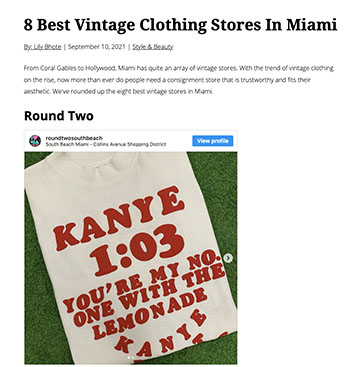 8 Best Vintage Clothing Stores In Miami
By: Lily Bhote | September 10, 2021 | Style & Beauty
From Coral Gables to Hollywood, Miami has quite an array of vintage stores. With the trend of vintage clothing
on the rise, now more than ever do people need a consignment store that is trustworthy and fits their
aesthetic. We've rounded up the eight best vintage stores in Miami.
Round Two
roundtwosouthbeach
South Beach Miami - Collins Avenue Shopping District
View profile
KANYE
1:03
YOU'RE MY NO.
ONE WITH THE
LEMONADE
KANYE